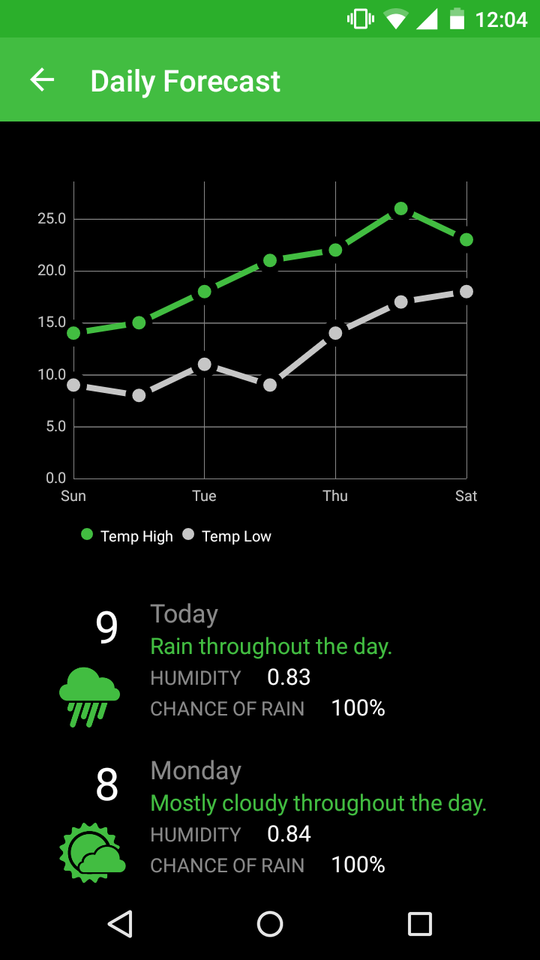 12:04
Daily Forecast
25.0
20.0
15.0
10.0
5.0
0.0
Sun Tue Thu Sat
Temp High Temp Low
9
Today
Rain throughout the day.
HUMIDITY 0.83
CHANCE OF RAIN 100%
8
Monday
Mostly cloudy throughout the day.
HUMIDITY 0.84
CHANCE OF RAIN 100%